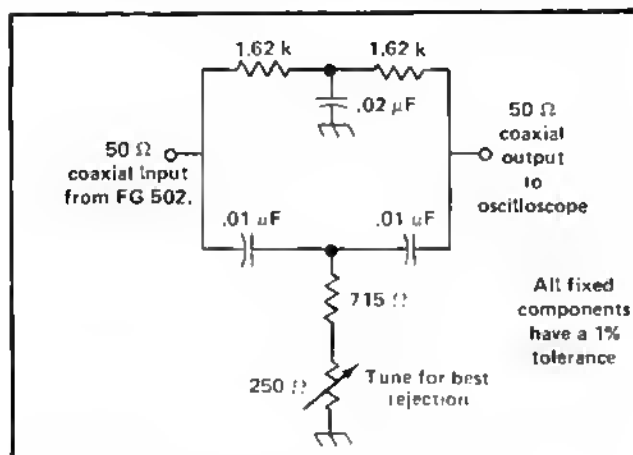 1.62 k
1.62 k
.02 µF
50 Ω
coaxial input
from FG 502.
50 Ω
coaxial
output
to
oscilloscope
.01 µF
.01 µF
715 Ω
All fixed
components
have a 1%
tolerance
250 Ω
Tune for best
rejection